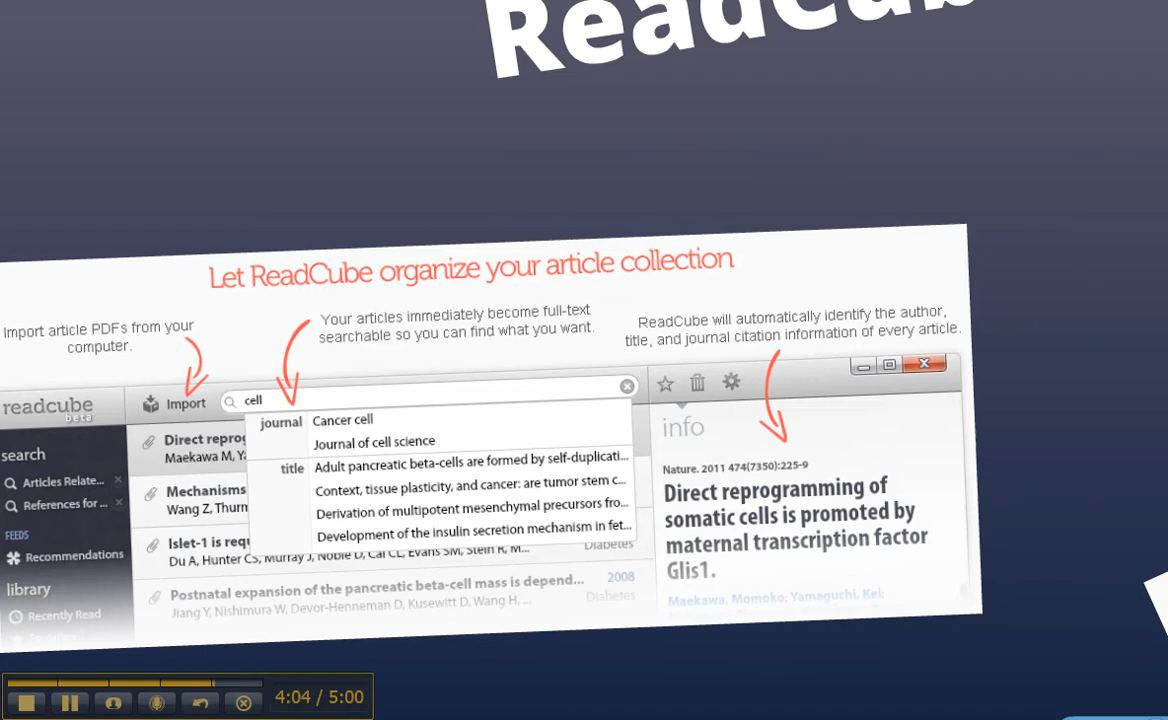 ReadCube
Let ReadCube organize your article collection
Import article PDFs from your
computer.
Your articles immediately become full-text
searchable so you can find what you want.
ReadCube will automatically identify the author,
title, and journal citation information of every article.
readcube
beta
Import
cell
search
Articles Relate...
References for ...
FEEDS
Recommendations
library
Recently Read
journal
Cancer cell
Journal of cell science
title
Adult pancreatic beta-cells are formed by self-duplicati...
Context, tissue plasticity, and cancer: are tumor stem c...
Derivation of multipotent mesenchymal precursors fro...
Development of the insulin secretion mechanism in fet...
Direct reprog
Maekawa M, Ya
Mechanisms
Wang Z, Thurm
Islet-1 is requ
Du A, Hunter CS, Murray J, Noble D, Cai CL, Evans SM, Stein R, M...
Diabetes
Postnatal expansion of the pancreatic beta-cell mass is depend...
2008
Jiang Y, Nishimura W, Devor-Henneman D, Kusewitt D, Wang H, ...
Diabetes
info
Nature. 2011 474(7350):225-9
Direct reprogramming of
somatic cells is promoted by
maternal transcription factor
Glis1.
Maekawa, Momoko; Yamaguchi, Kei;
4:04 / 5:00